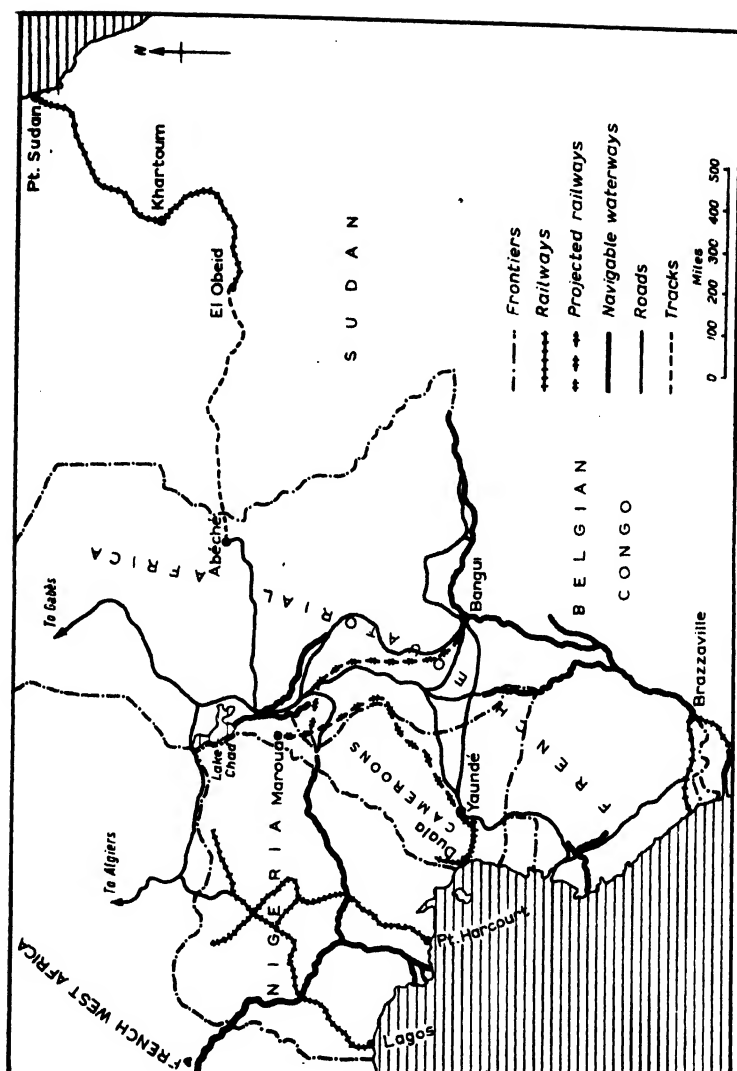 Pt. Sudan
N
Khartoum
El Obeid
SUDAN
To Gabès
Abéché
FRENCH EQUATORIAL AFRICA
Lake
Chad
To Algiers
FRENCH WEST AFRICA
NIGERIA
Maroua
CAMEROONS
Duala
Yaundé
Bangui
BELGIAN
CONGO
Brazzaville
Pt. Harcourt
Lagos
Frontiers
Railways
Projected railways
Navigable waterways
Roads
Tracks
Miles
0 100 200 300 400 500